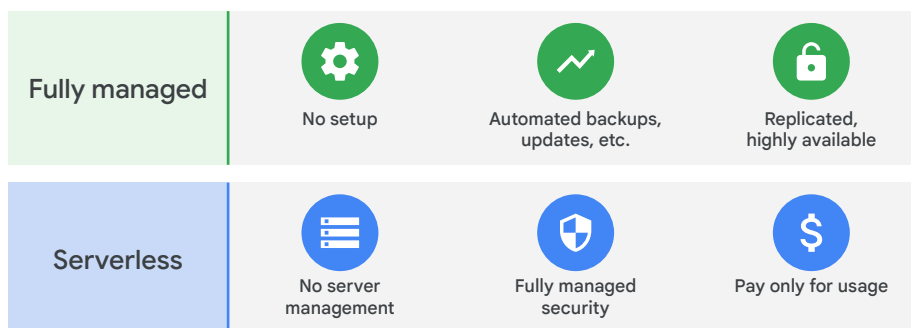 Fully managed
No setup
Automated backups,
updates, etc.
Replicated,
highly available
Serverless
No server
management
Fully managed
security
$
Pay only for usage